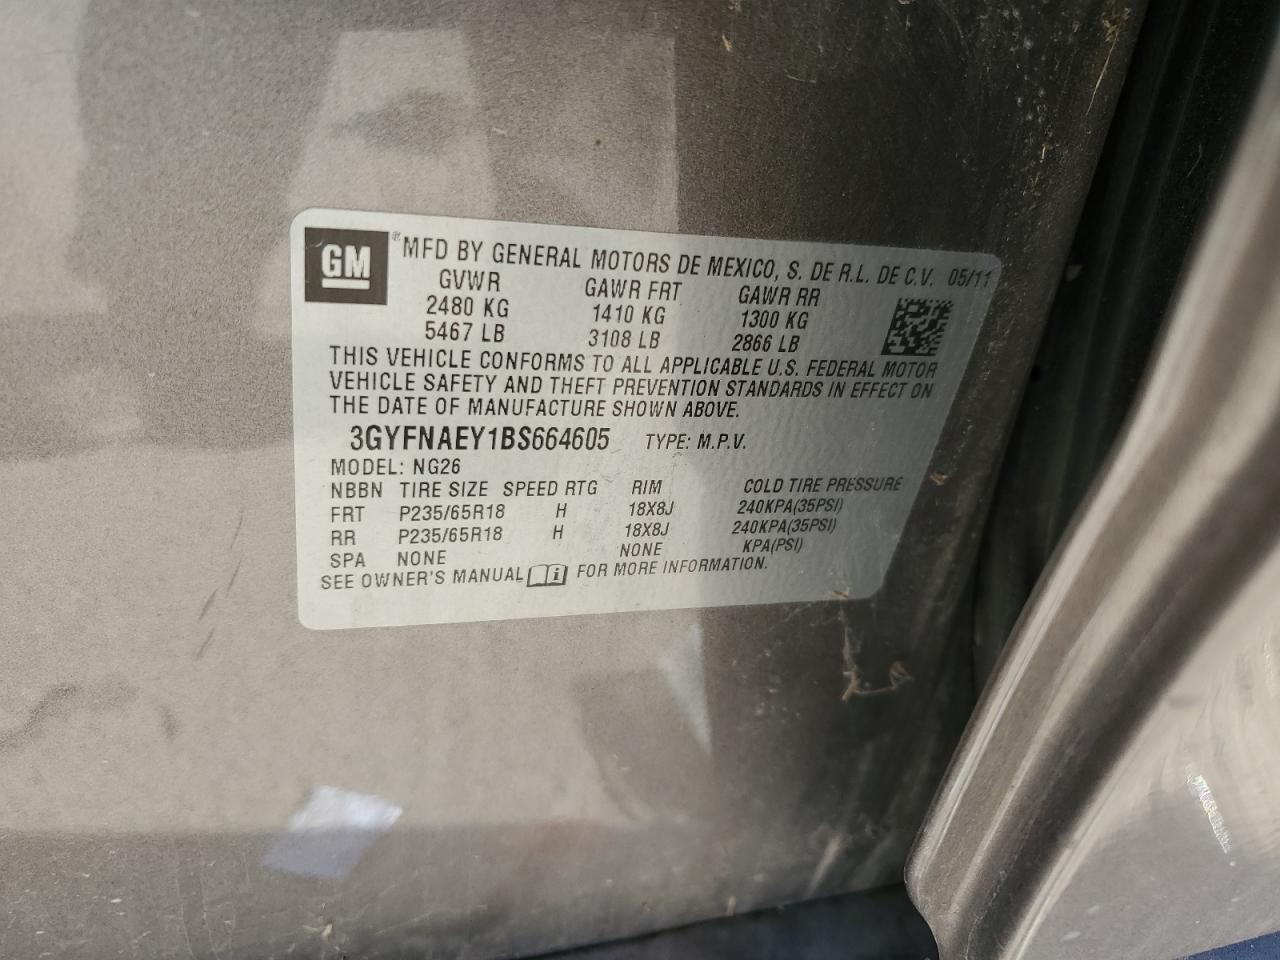 GM ® MFD BY GENERAL MOTORS DE MEXICO, S. DE R.L. DE C.V. 05/11
GVWR GAWR FRT GAWR RR
2480 KG 1410 KG 1300 KG
5467 LB 3108 LB 2866 LB
THIS VEHICLE CONFORMS TO ALL APPLICABLE U.S. FEDERAL MOTOR
VEHICLE SAFETY AND THEFT PREVENTION STANDARDS IN EFFECT ON
THE DATE OF MANUFACTURE SHOWN ABOVE.
3GYFNAEY1BS664605 TYPE: M.P.V.
MODEL: NG26
NBBN TIRE SIZE SPEED RTG RIM COLD TIRE PRESSURE
FRT P235/65R18 H 18X8J 240KPA(35PSI)
RR P235/65R18 H 18X8J 240KPA(35PSI)
SPA NONE NONE KPA(PSI)
SEE OWNER'S MANUAL i FOR MORE INFORMATION.